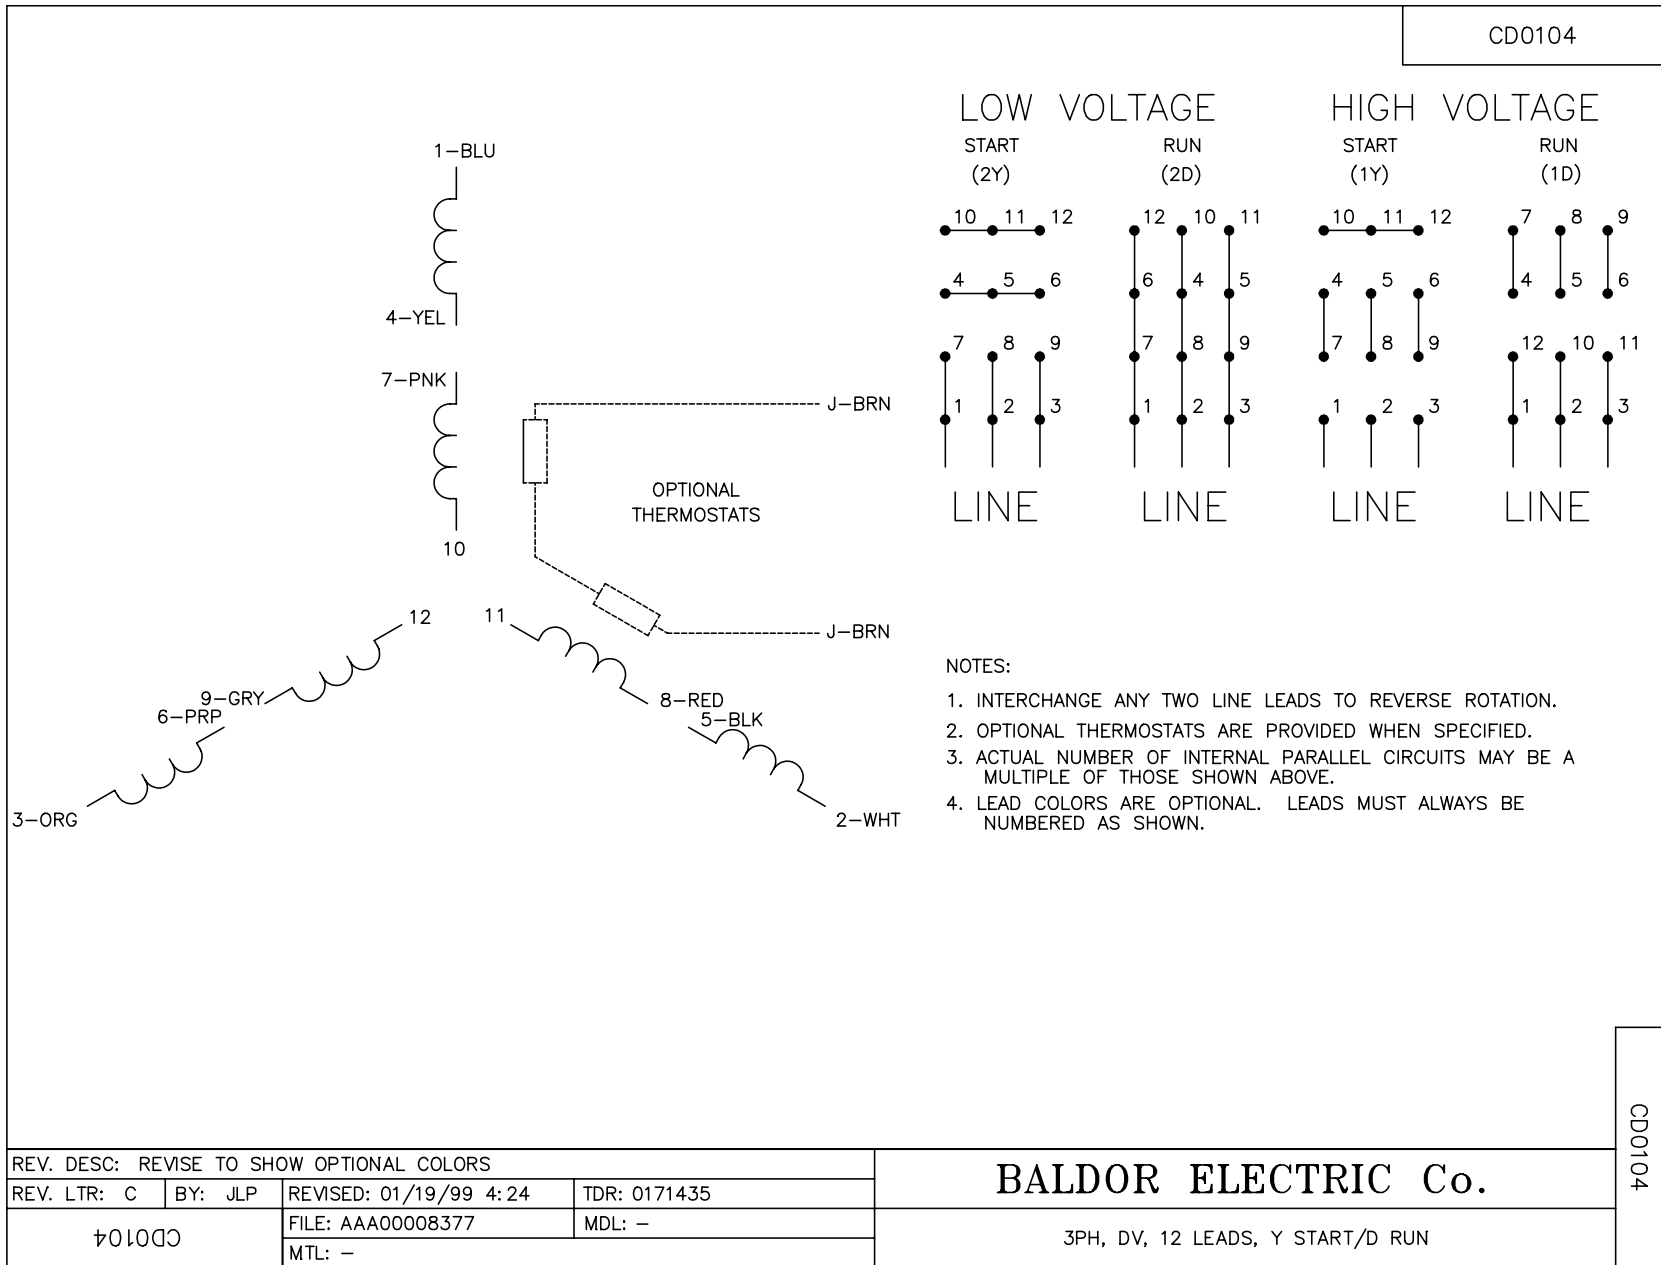 CD0104
LOW VOLTAGE HIGH VOLTAGE
START RUN START RUN
(2Y) (2D) (1Y) (1D)
10 11 12 12 10 11 10 11 12 7 8 9
4 5 6 6 4 5 4 5 6 4 5 6
7 8 9 7 8 9 7 8 9 12 10 11
1 2 3 1 2 3 1 2 3 1 2 3
LINE LINE LINE LINE
1-BLU
4-YEL
7-PNK
10
J-BRN
OPTIONAL
THERMOSTATS
J-BRN
12
11
9-GRY
6-PRP
3-ORG
8-RED
5-BLK
2-WHT
NOTES:
1. INTERCHANGE ANY TWO LINE LEADS TO REVERSE ROTATION.
2. OPTIONAL THERMOSTATS ARE PROVIDED WHEN SPECIFIED.
3. ACTUAL NUMBER OF INTERNAL PARALLEL CIRCUITS MAY BE A
MULTIPLE OF THOSE SHOWN ABOVE.
4. LEAD COLORS ARE OPTIONAL. LEADS MUST ALWAYS BE
NUMBERED AS SHOWN.
CD0104
REV. DESC: REVISE TO SHOW OPTIONAL COLORS
REV. LTR: C BY: JLP REVISED: 01/19/99 4:24 TDR: 0171435
CD0104
FILE: AAA00008377 MDL: -
MTL: -
BALDOR ELECTRIC Co.
3PH, DV, 12 LEADS, Y START/D RUN